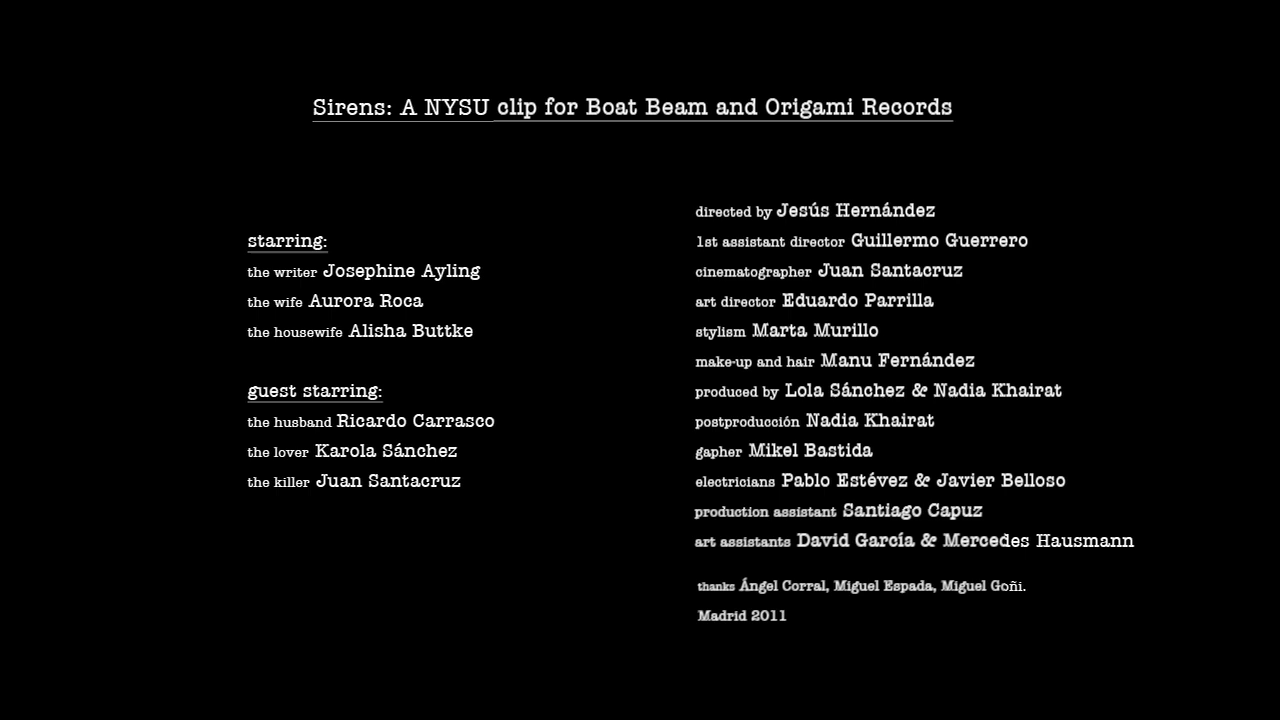 Sirens: A NYSU clip for Boat Beam and Origami Records
starring:
the writer Josephine Ayling
the wife Aurora Roca
the housewife Alisha Buttke
guest starring:
the husband Ricardo Carrasco
the lover Karola Sánchez
the killer Juan Santacruz
directed by Jesús Hernández
1st assistant director Guillermo Guerrero
cinematographer Juan Santacruz
art director Eduardo Parrilla
stylism Marta Murillo
make-up and hair Manu Fernández
produced by Lola Sánchez & Nadia Khairat
postproducción Nadia Khairat
gapher Mikel Bastida
electricians Pablo Estévez & Javier Belloso
production assistant Santiago Capuz
art assistants David García & Mercedes Hausmann
thanks Ángel Corral, Miguel Espada, Miguel Goñi.
Madrid 2011